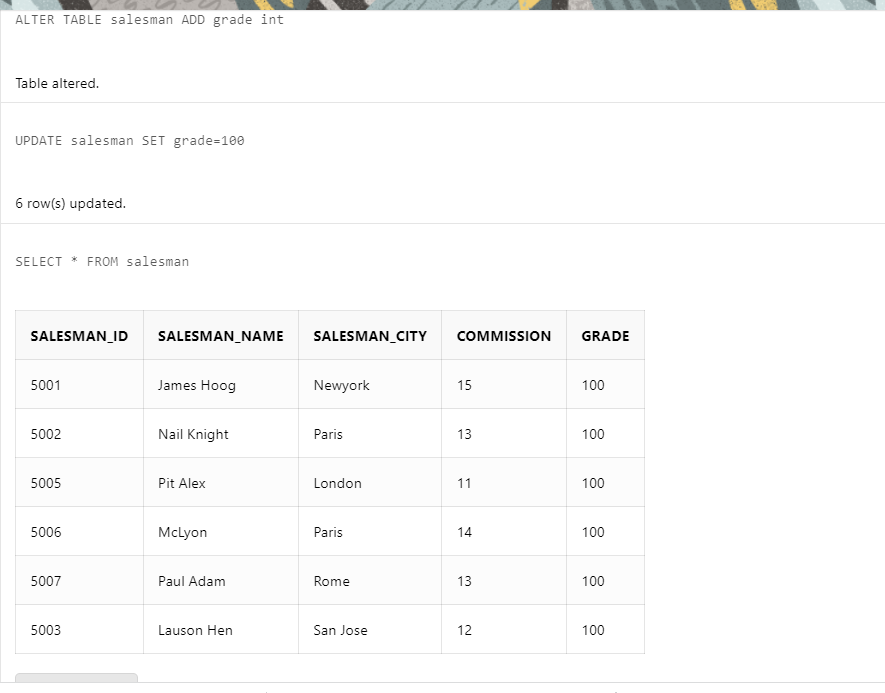 ALTER TABLE salesman ADD grade int
Table altered.
UPDATE salesman SET grade=100
6 row(s) updated.
SELECT * FROM salesman
SALESMAN_ID SALESMAN_NAME SALESMAN_CITY COMMISSION GRADE
5001 James Hoog Newyork 15 100
5002 Nail Knight Paris 13 100
5005 Pit Alex London 11 100
5006 McLyon Paris 14 100
5007 Paul Adam Rome 13 100
5003 Lauson Hen San Jose 12 100